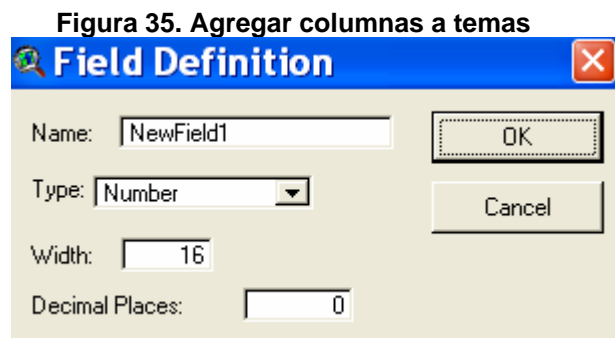 Figura 35. Agregar columnas a temas
Field Definition
Name: NewField1
OK
Type: Number
Cancel
Width: 16
Decimal Places: 0